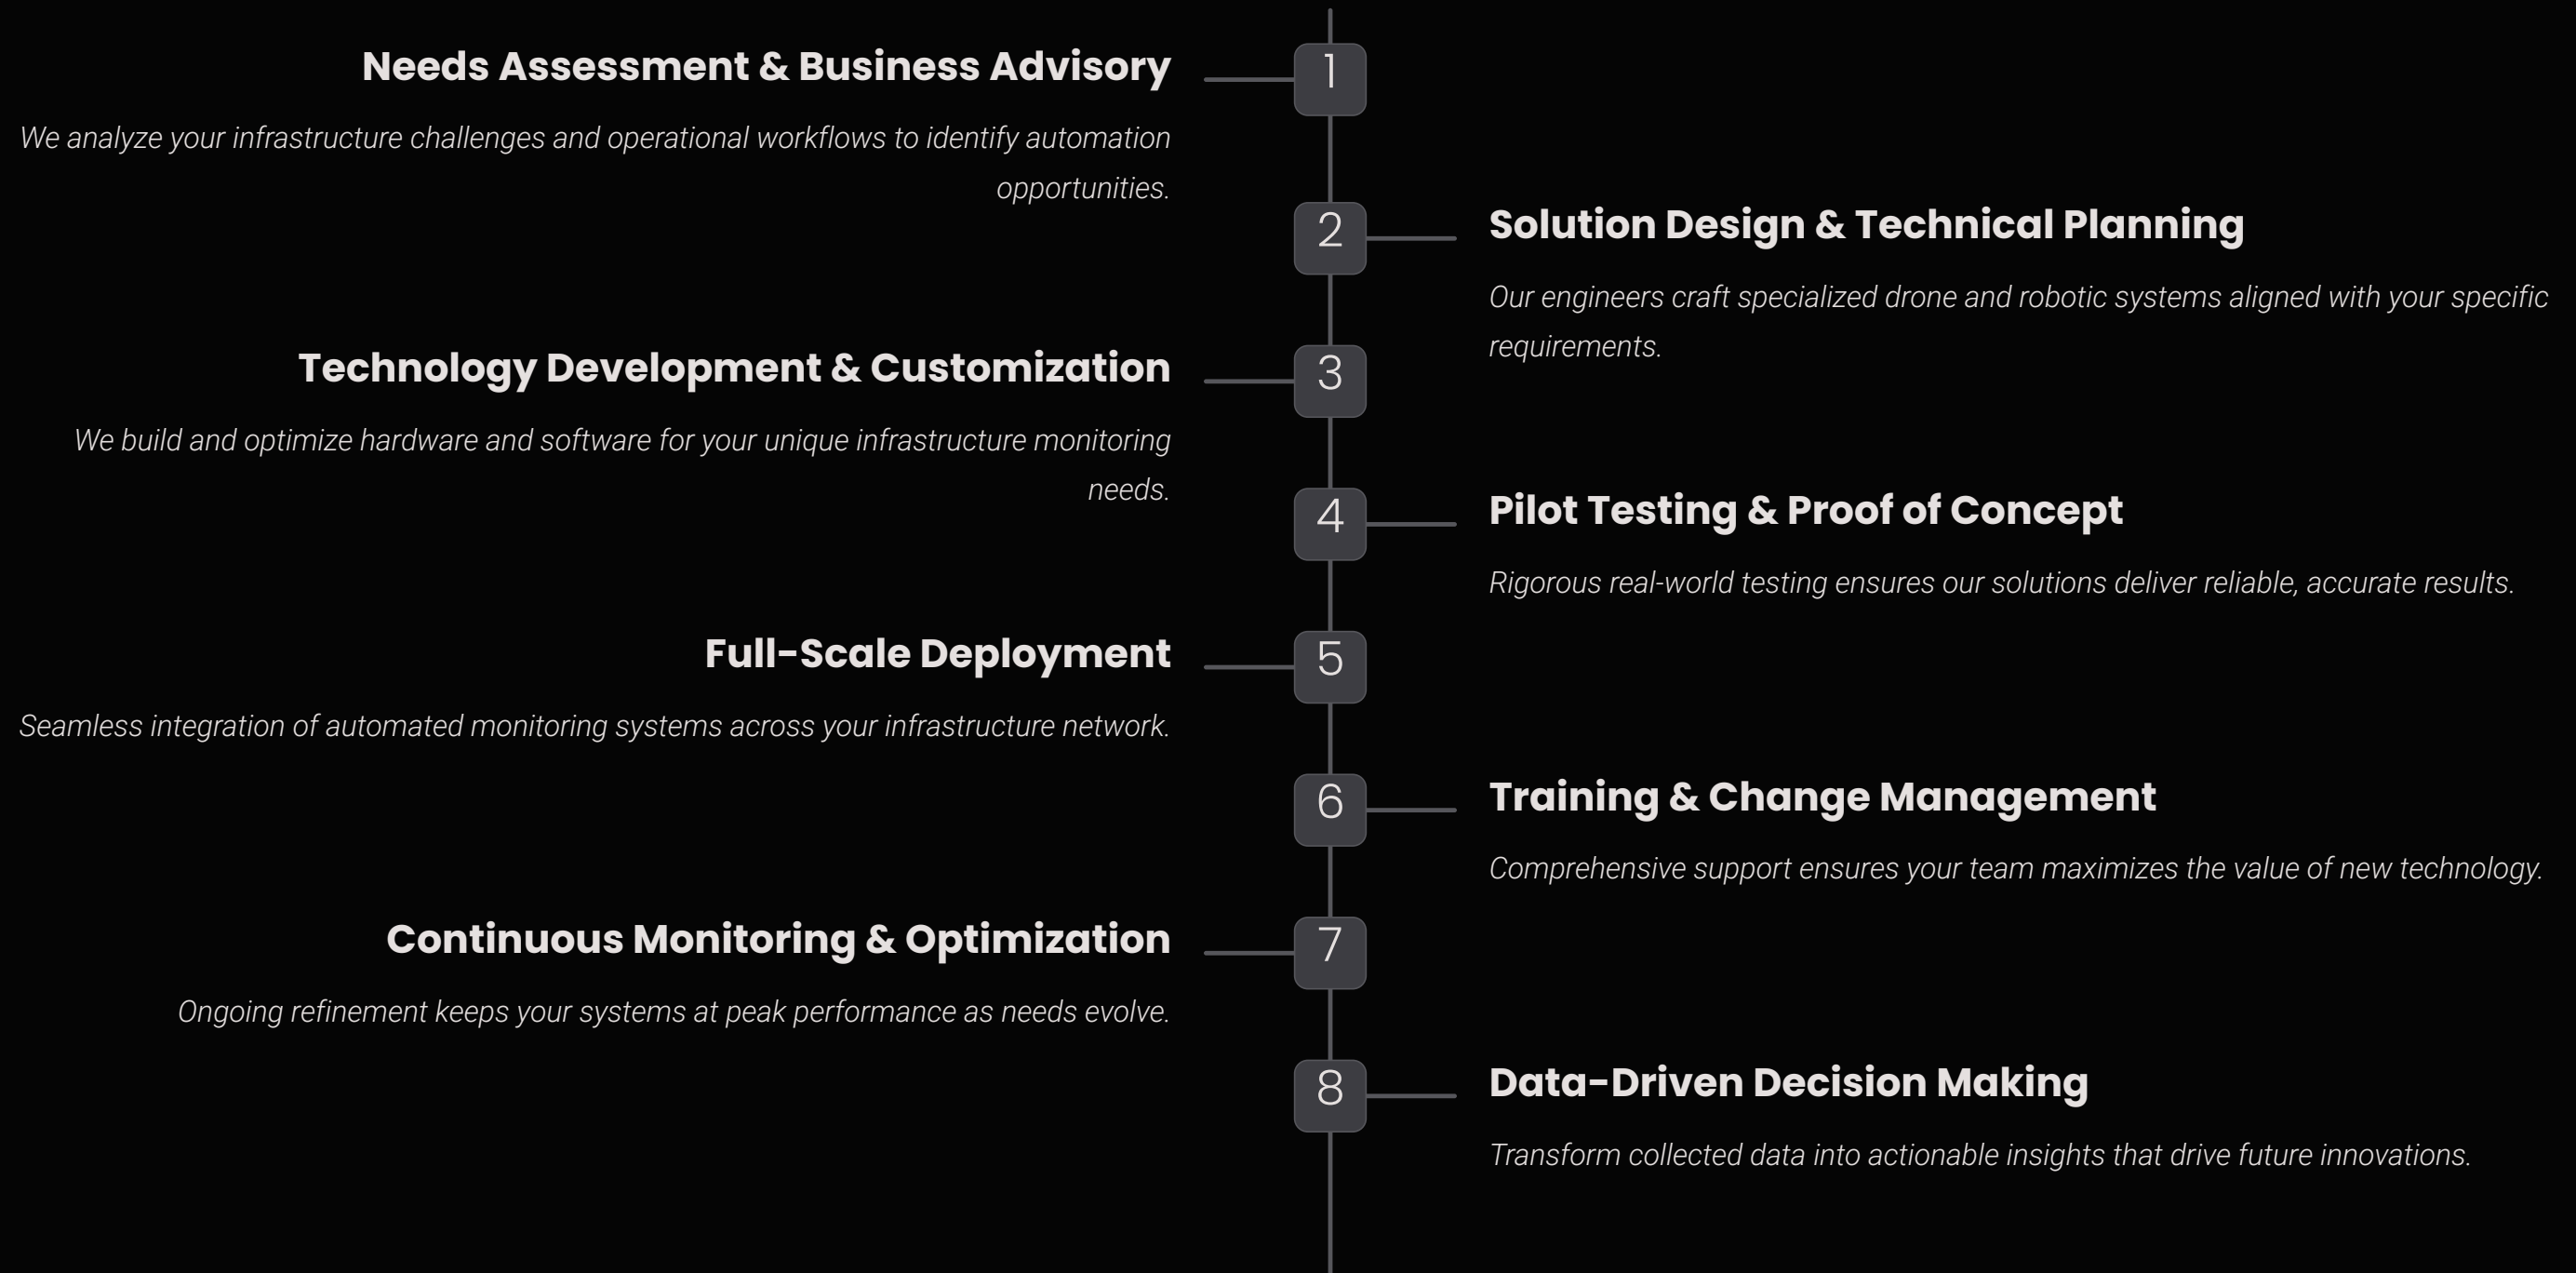 1
Needs Assessment & Business Advisory
We analyze your infrastructure challenges and operational workflows to identify automation
opportunities.
2
Solution Design & Technical Planning
Our engineers craft specialized drone and robotic systems aligned with your specific
requirements.
3
Technology Development & Customization
We build and optimize hardware and software for your unique infrastructure monitoring
needs.
4
Pilot Testing & Proof of Concept
Rigorous real-world testing ensures our solutions deliver reliable, accurate results.
5
Full-Scale Deployment
Seamless integration of automated monitoring systems across your infrastructure network.
6
Training & Change Management
Comprehensive support ensures your team maximizes the value of new technology.
7
Continuous Monitoring & Optimization
Ongoing refinement keeps your systems at peak performance as needs evolve.
8
Data-Driven Decision Making
Transform collected data into actionable insights that drive future innovations.